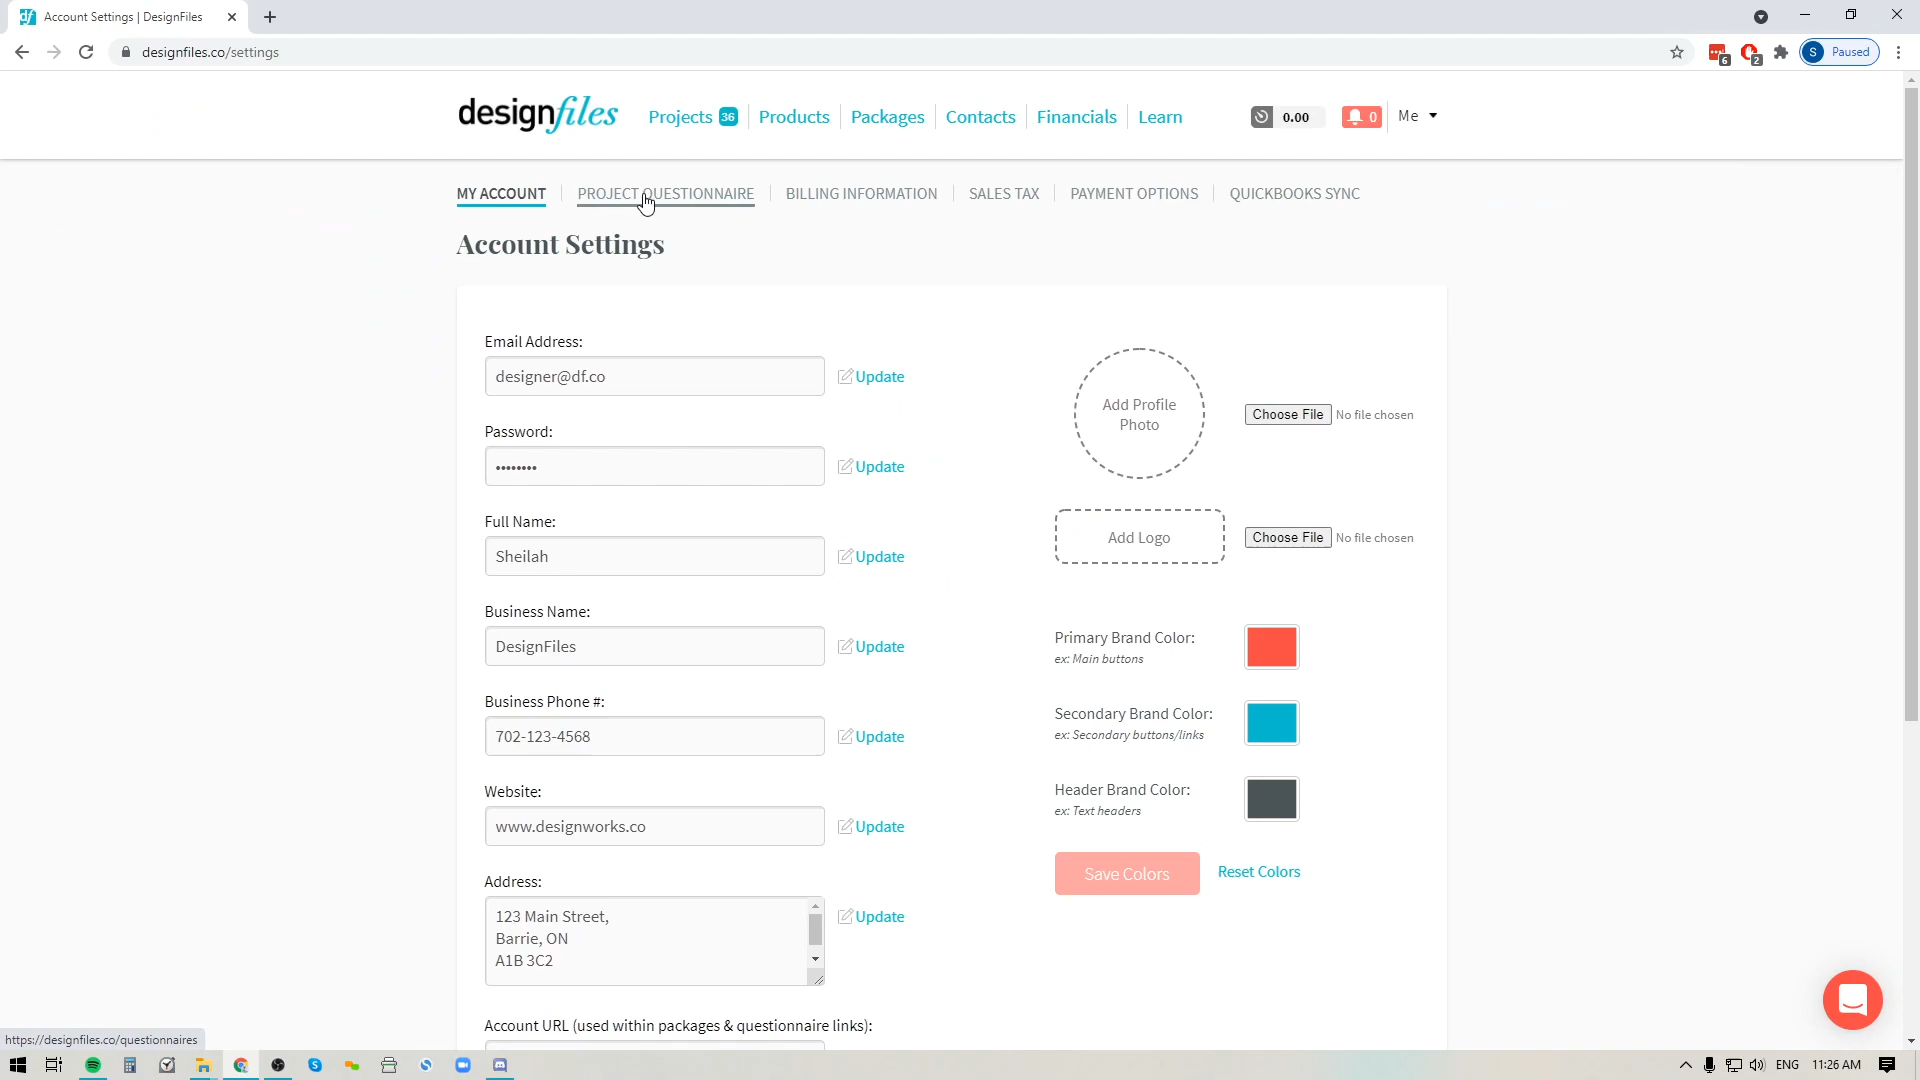 Account Settings | DesignFiles
designfiles.co/settings
6
2
S Paused
designfiles
Projects 36
Products
Packages
Contacts
Financials
Learn
0.00
0
Me
MY ACCOUNT
PROJECT QUESTIONNAIRE
BILLING INFORMATION
SALES TAX
PAYMENT OPTIONS
QUICKBOOKS SYNC
Account Settings
Email Address:
designer@df.co
Update
Password:
••••••••
Update
Full Name:
Sheilah
Update
Business Name:
DesignFiles
Update
Business Phone #:
702-123-4568
Update
Website:
www.designworks.co
Update
Address:
123 Main Street,
Barrie, ON
A1B 3C2
Update
Account URL (used within packages & questionnaire links):
Add Profile
Photo
Choose File No file chosen
Add Logo
Choose File No file chosen
Primary Brand Color:
ex: Main buttons
Secondary Brand Color:
ex: Secondary buttons/links
Header Brand Color:
ex: Text headers
Save Colors
Reset Colors
https://designfiles.co/questionnaires
ENG
11:26 AM